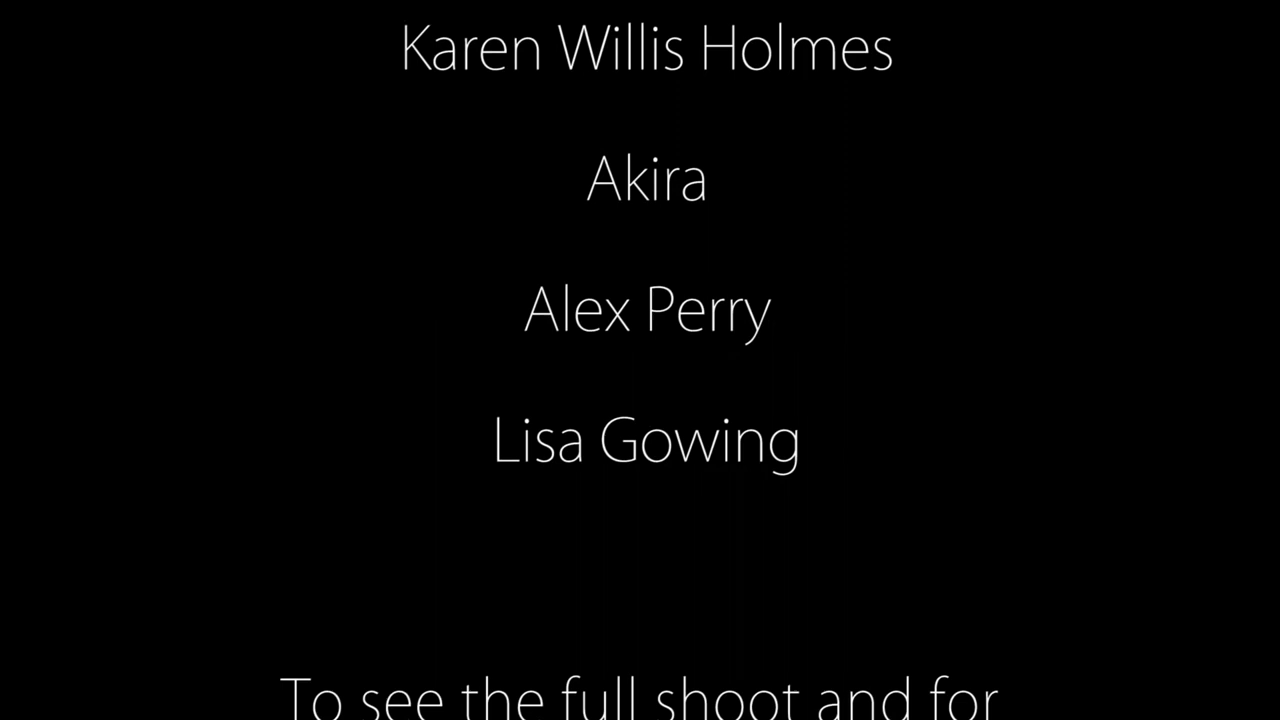 Karen Willis Holmes
Akira
Alex Perry
Lisa Gowing
To see the full shoot and for